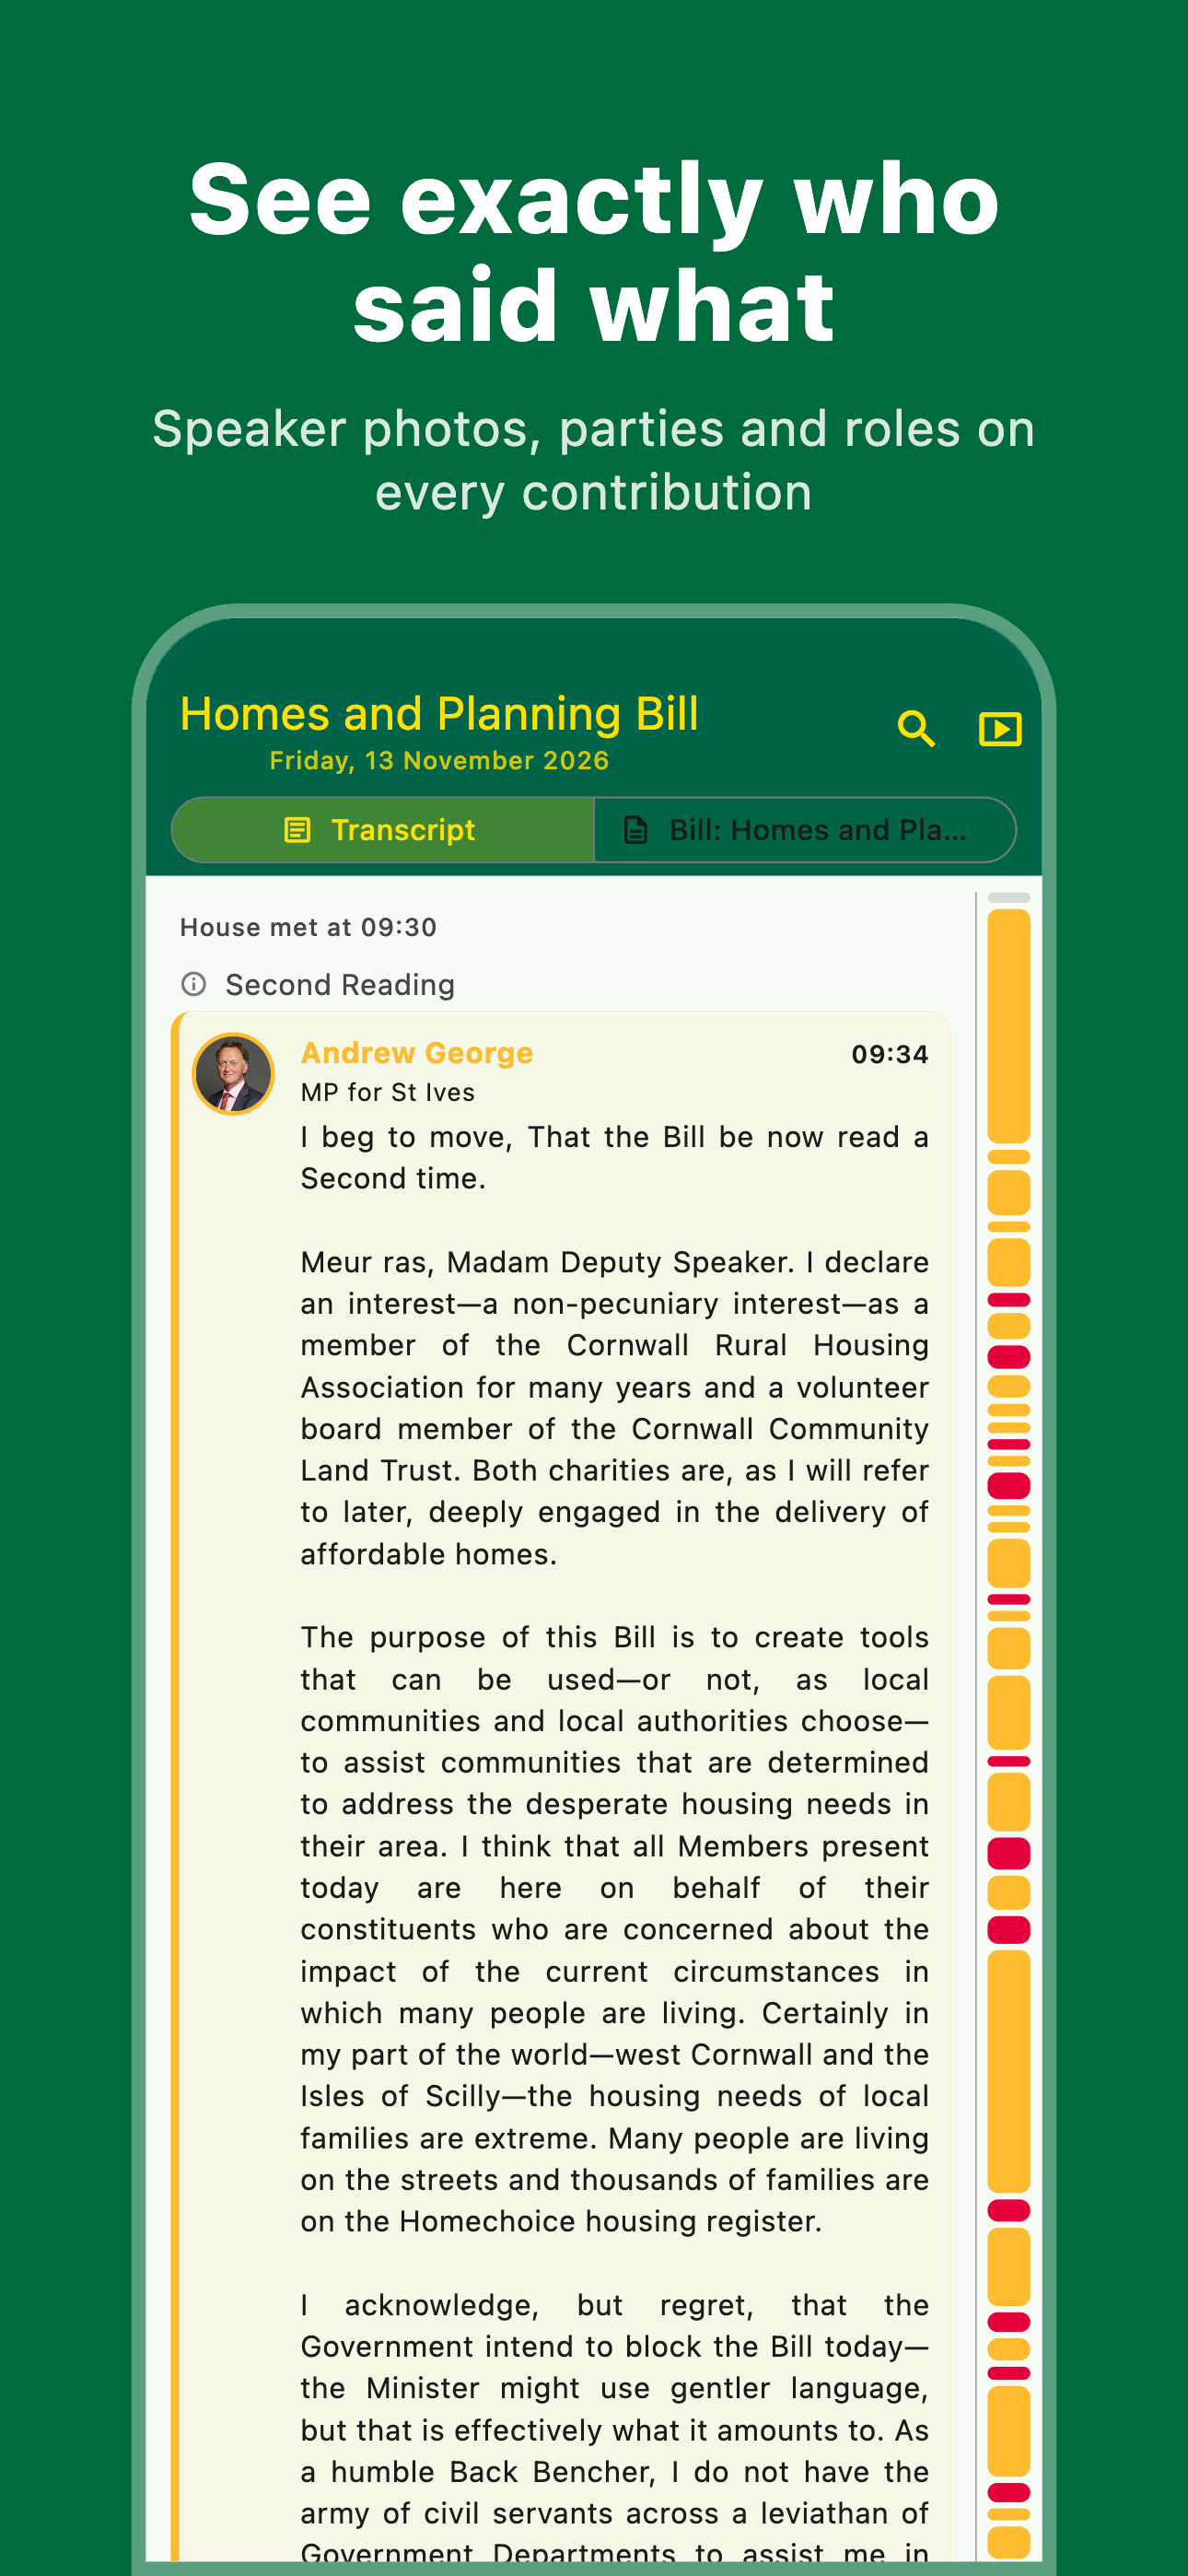 See exactly who
said what
Speaker photos, parties and roles on
every contribution
Homes and Planning Bill
Friday, 13 November 2026
Transcript
Bill: Homes and Pla...
House met at 09:30
Second Reading
Andrew George
09:34
MP for St Ives
I beg to move, That the Bill be now read a
Second time.
Meur ras, Madam Deputy Speaker. I declare
an interest—a non-pecuniary interest—as a
member of the Cornwall Rural Housing
Association for many years and a volunteer
board member of the Cornwall Community
Land Trust. Both charities are, as I will refer
to later, deeply engaged in the delivery of
affordable homes.
The purpose of this Bill is to create tools
that can be used—or not, as local
communities and local authorities choose—
to assist communities that are determined
to address the desperate housing needs in
their area. I think that all Members present
today are here on behalf of their
constituents who are concerned about the
impact of the current circumstances in
which many people are living. Certainly in
my part of the world—west Cornwall and the
Isles of Scilly—the housing needs of local
families are extreme. Many people are living
on the streets and thousands of families are
on the Homechoice housing register.
I acknowledge, but regret, that the
Government intend to block the Bill today—
the Minister might use gentler language,
but that is effectively what it amounts to. As
a humble Back Bencher, I do not have the
army of civil servants across a leviathan of
Government Departments to assist me in